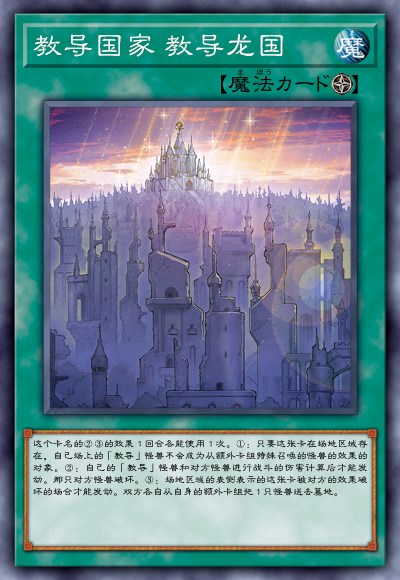 教导国家 教导龙国
魔
【魔法カード】
まほう
这个卡名的②③的效果1回合各能使用1次。①：只要这张卡在场地区域存
在，自己场上的「教导」怪兽不会成为从额外卡组特殊召唤的怪兽的效果的
对象。②：自己的「教导」怪兽和对方怪兽进行战斗的伤害计算后才能发
动。那只对方怪兽破坏。③：场地区域的表侧表示的这张卡被对方的效果破
坏的场合才能发动。双方各自从自身的额外卡组把1只怪兽送去墓地。